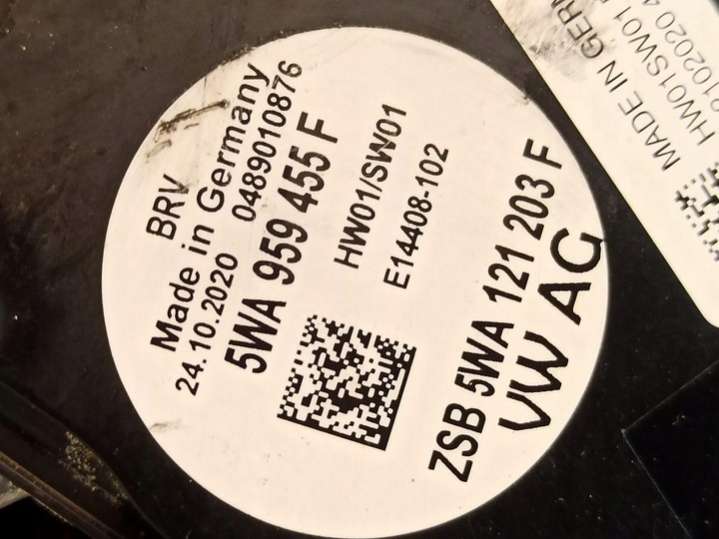 BRV
Made in Germany
24.10.2020 0489010876
5WA 959 455 F
HW01/SW01
E14408-102
ZSB 5WA 121 203 F
VW AG
MADE IN GERM
HW01SW01